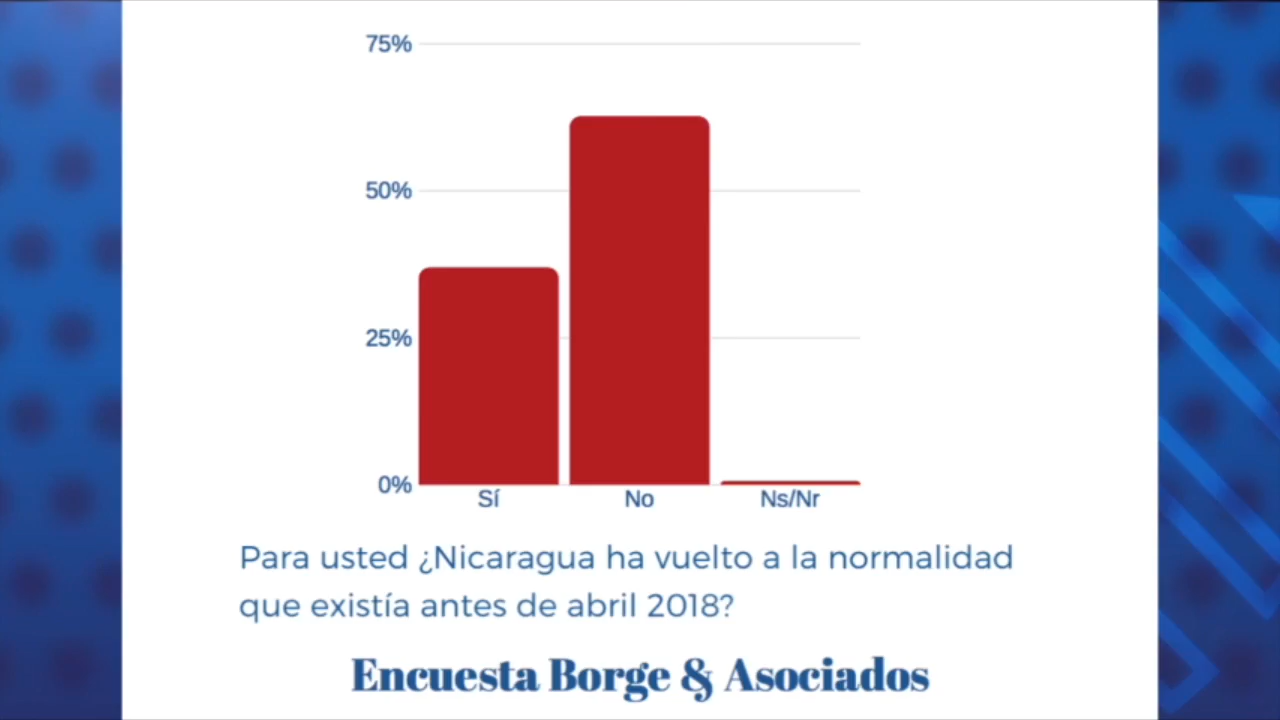 75%
50%
25%
0%
Sí No Ns/Nr
Para usted ¿Nicaragua ha vuelto a la normalidad
que existía antes de abril 2018?
Encuesta Borge & Asociados